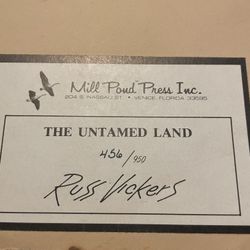 Mill Pond Press Inc.
204 S. NASSAU ST. • VENICE, FLORIDA 33595
THE UNTAMED LAND
456/950
Russ Vickers